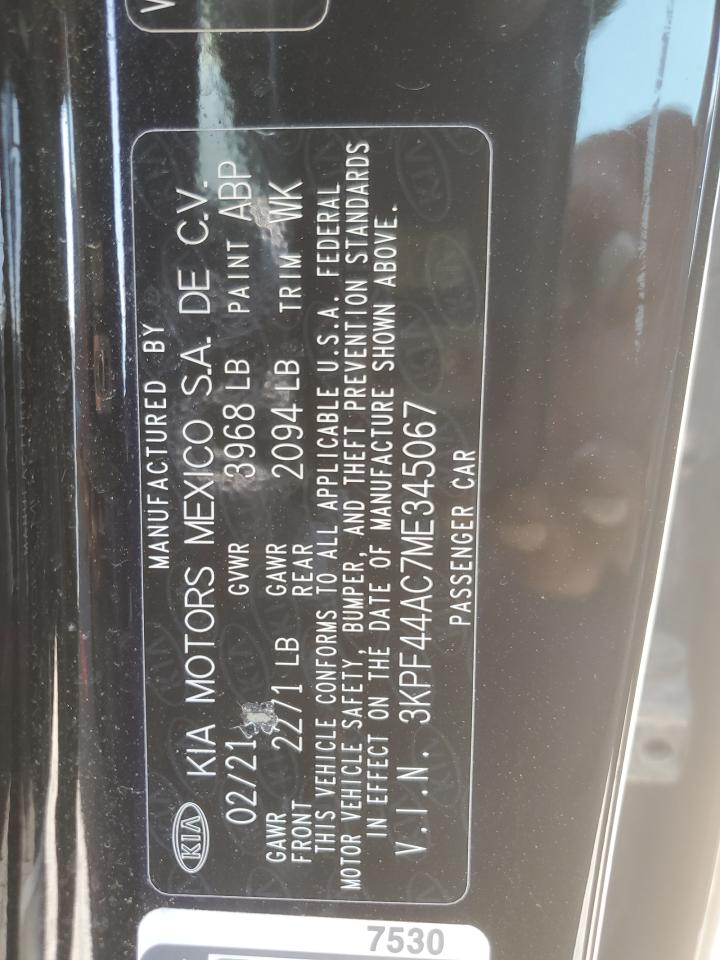 MANUFACTURED BY
KIA KIA MOTORS MEXICO S.A. DE C.V.
02/21 GVWR 3968 LB PAINT ABP
GAWR FRONT 2271 LB GAWR REAR 2094 LB TRIM WK
THIS VEHICLE CONFORMS TO ALL APPLICABLE U.S.A. FEDERAL
MOTOR VEHICLE SAFETY, BUMPER, AND THEFT PREVENTION STANDARDS
IN EFFECT ON THE DATE OF MANUFACTURE SHOWN ABOVE.
V.I.N. 3KPF44AC7ME345067
PASSENGER CAR
7530
V